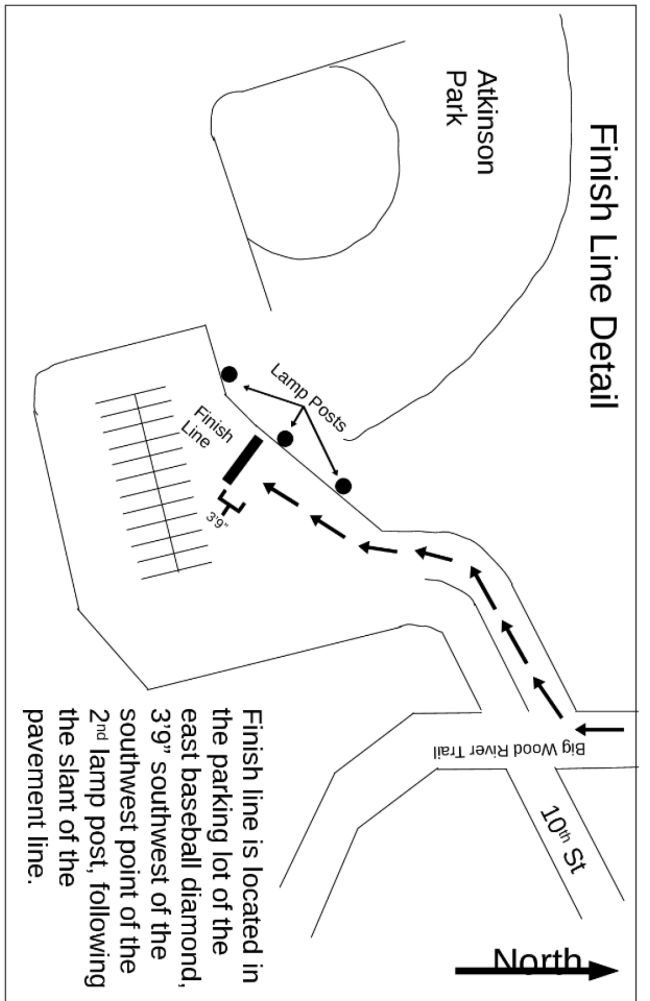 Finish Line Detail
Atkinson
Park
Lamp Posts
Finish
Line
3'9"
Big Wood River Trail
10th St
North
Finish line is located in
the parking lot of the
east baseball diamond,
3'9" southwest of the
southwest point of the
2nd lamp post, following
the slant of the
pavement line.